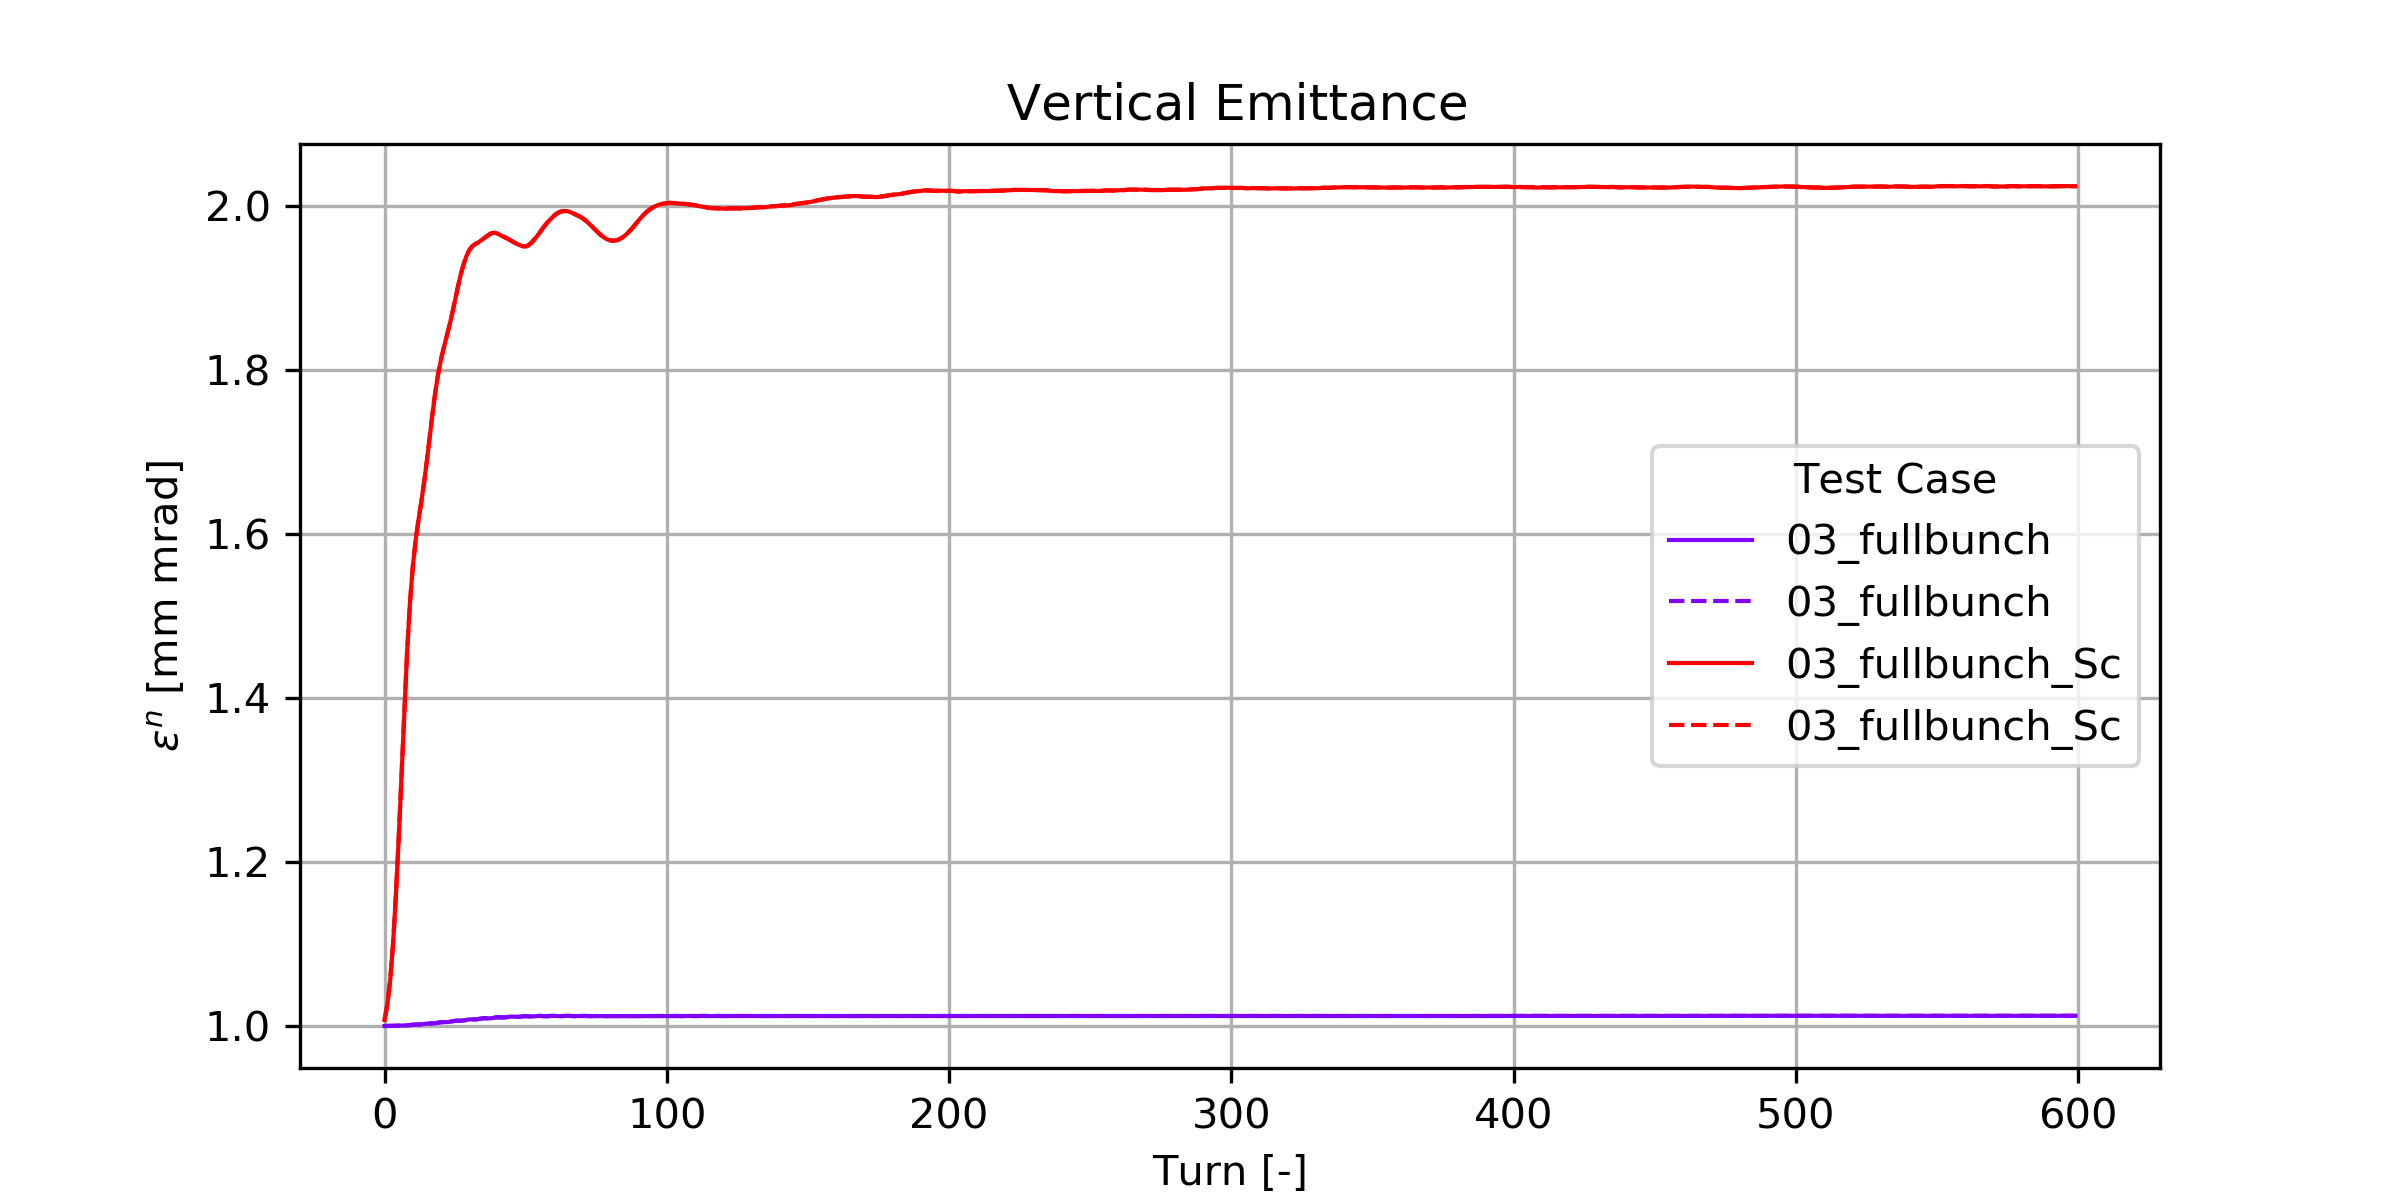 Vertical Emittance
εⁿ [mm mrad]
2.0
1.8
1.6
1.4
1.2
1.0
Test Case
03_fullbunch
03_fullbunch
03_fullbunch_Sc
03_fullbunch_Sc
0 100 200 300 400 500 600
Turn [-]